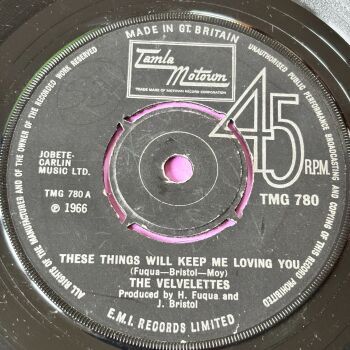 MADE IN GT. BRITAIN
Tamla
Motown
TRADE MARK OF MOTOWN RECORD CORPORATION
45
R.P.M.
UNAUTHORISED PUBLIC PERFORMANCE BROADCASTING AND COPYING OF THIS RECORD PROHIBITED
ALL RIGHTS OF THE MANUFACTURER AND OF THE OWNER OF THE RECORDED WORK RESERVED
JOBETE-
CARLIN
MUSIC LTD.
TMG 780 A
℗ 1966
TMG 780
THESE THINGS WILL KEEP ME LOVING YOU
(Fuqua—Bristol—Moy)
THE VELVELETTES
Produced by H. Fuqua and
J. Bristol
E.M.I. RECORDS LIMITED